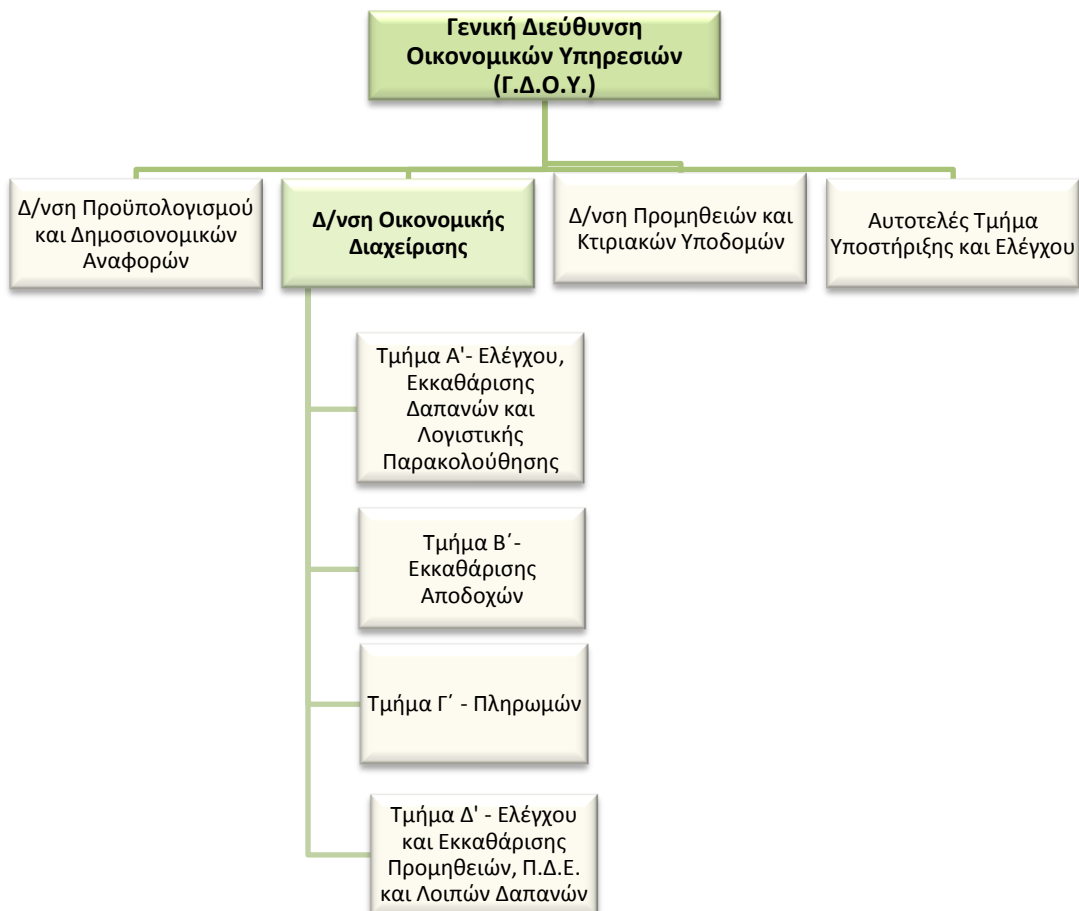 Γενική Διεύθυνση
Οικονομικών Υπηρεσιών
(Γ.Δ.Ο.Υ.)
Δ/νση Προϋπολογισμού
και Δημοσιονομικών
Αναφορών
Δ/νση Οικονομικής
Διαχείρισης
Δ/νση Προμηθειών και
Κτιριακών Υποδομών
Αυτοτελές Τμήμα
Υποστήριξης και Ελέγχου
Τμήμα Α'- Ελέγχου,
Εκκαθάρισης
Δαπανών και
Λογιστικής
Παρακολούθησης
Τμήμα Β΄-
Εκκαθάρισης
Αποδοχών
Τμήμα Γ΄ - Πληρωμών
Τμήμα Δ' - Ελέγχου
και Εκκαθάρισης
Προμηθειών, Π.Δ.Ε.
και Λοιπών Δαπανών